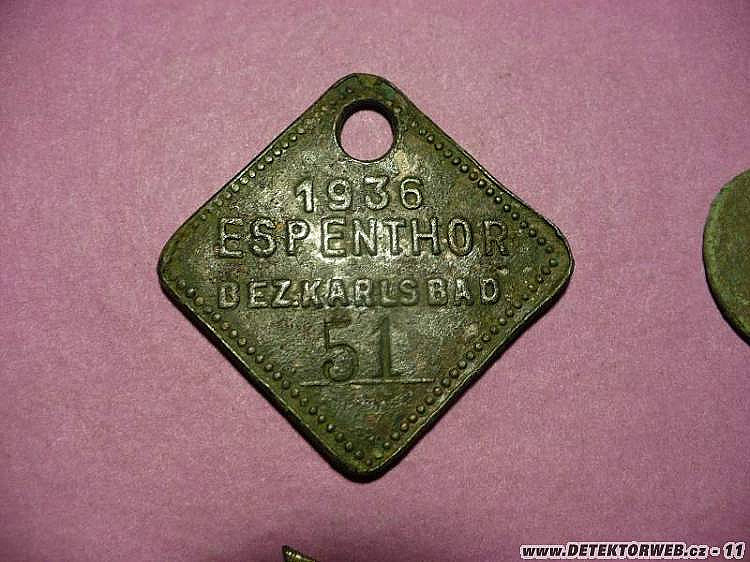 1936
ESPENTHOR
BEZ.KARLSBAD
51
www.DETEKTORWEB.cz - 11